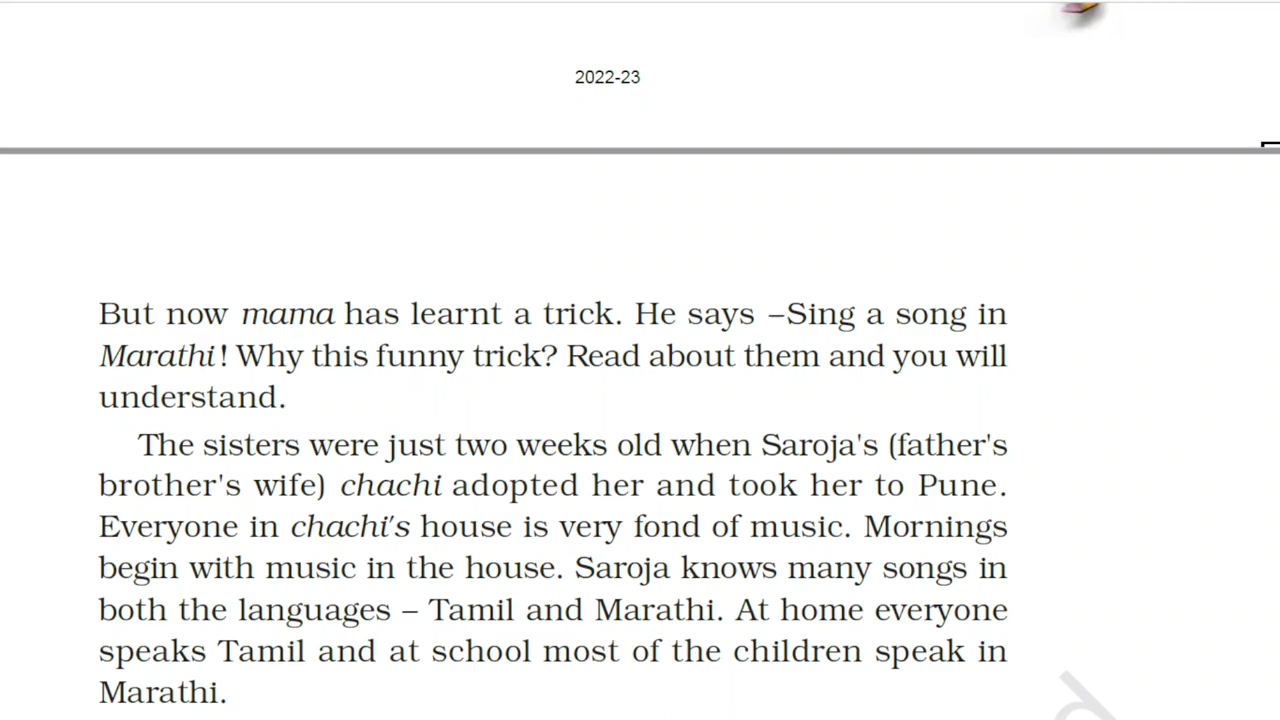 2022-23
But now mama has learnt a trick. He says –Sing a song in
Marathi! Why this funny trick? Read about them and you will
understand.
The sisters were just two weeks old when Saroja's (father's
brother's wife) chachi adopted her and took her to Pune.
Everyone in chachi's house is very fond of music. Mornings
begin with music in the house. Saroja knows many songs in
both the languages – Tamil and Marathi. At home everyone
speaks Tamil and at school most of the children speak in
Marathi.